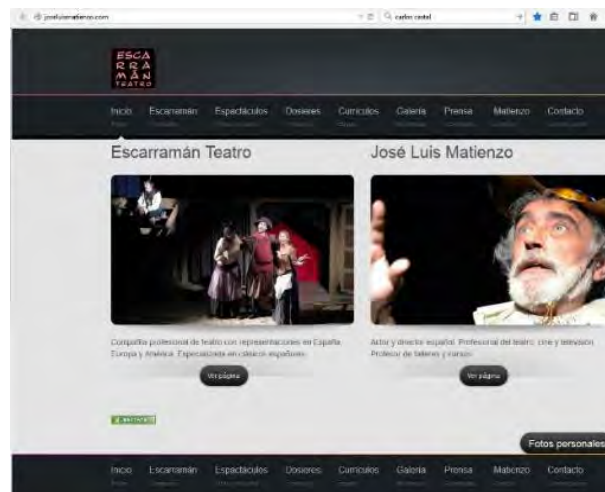 joseluismatienzo.com
ESCA
RRA
MÁN
TEATRO
Inicio Escarramán Espectáculos Dosieres Currículos Galería Prensa Matienzo Contacto
Escarramán Teatro
José Luis Matienzo
Compañía profesional de teatro con representaciones en España
Europa y América. Especializada en clásicos españoles.
Ver página
Actor y director español. Profesional del teatro, cine y televisión.
Profesor de talleres y cursos.
Ver página
Fotos personales
Inicio Escarramán Espectáculos Dosieres Currículos Galería Prensa Matienzo Contacto